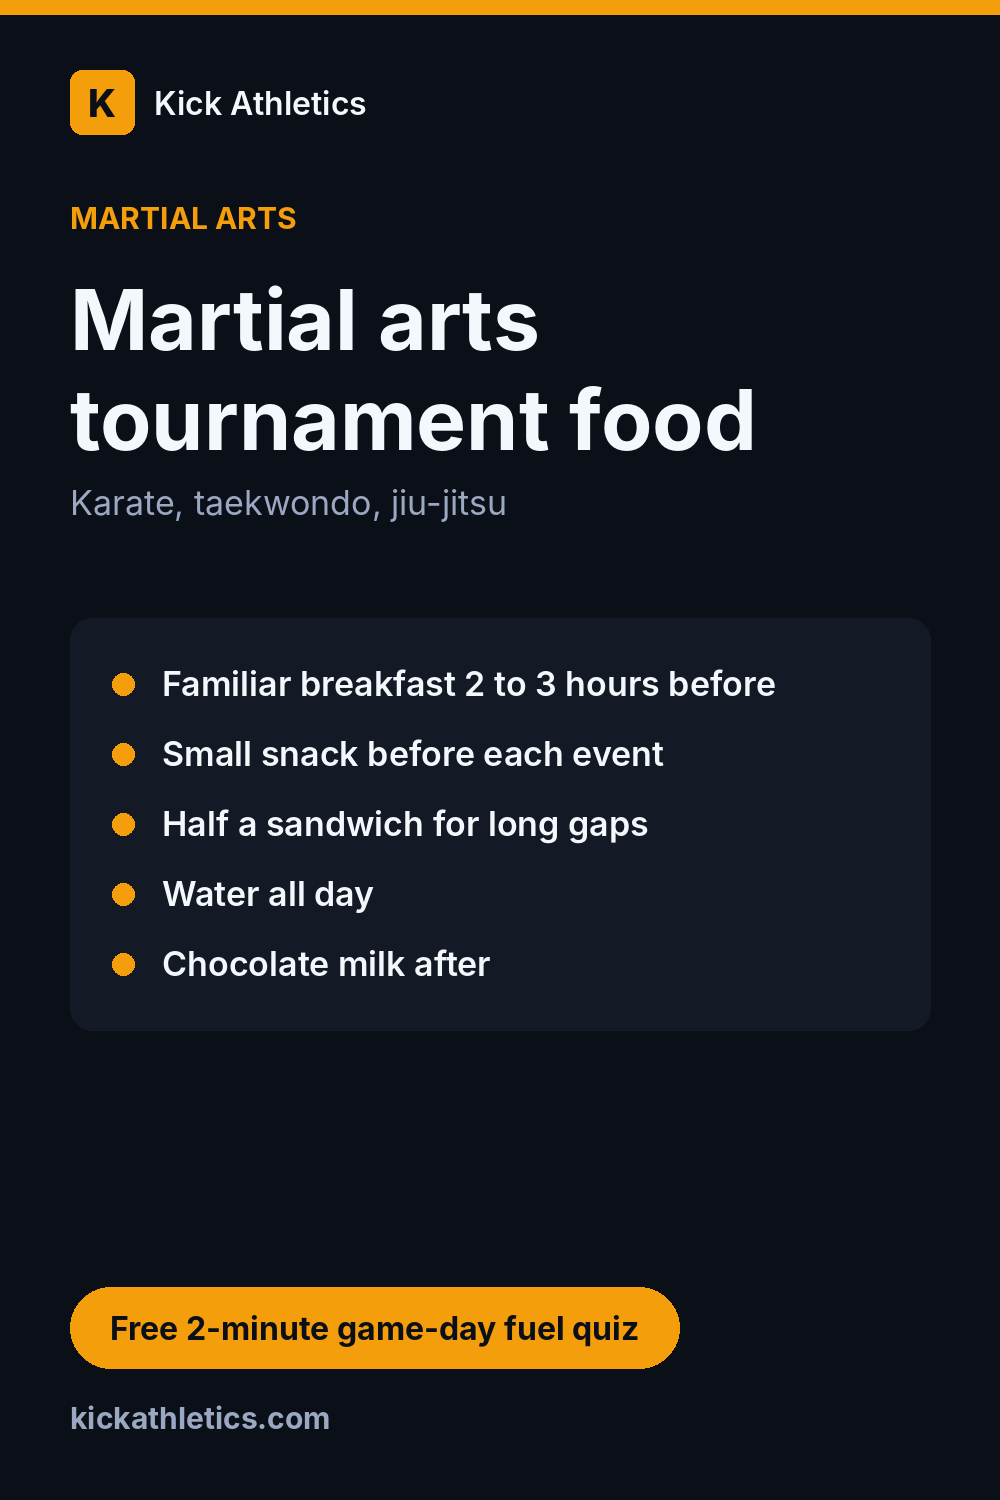 K
Kick Athletics
MARTIAL ARTS
Martial arts
tournament food
Karate, taekwondo, jiu-jitsu
Familiar breakfast 2 to 3 hours before
Small snack before each event
Half a sandwich for long gaps
Water all day
Chocolate milk after
Free 2-minute game-day fuel quiz
kickathletics.com